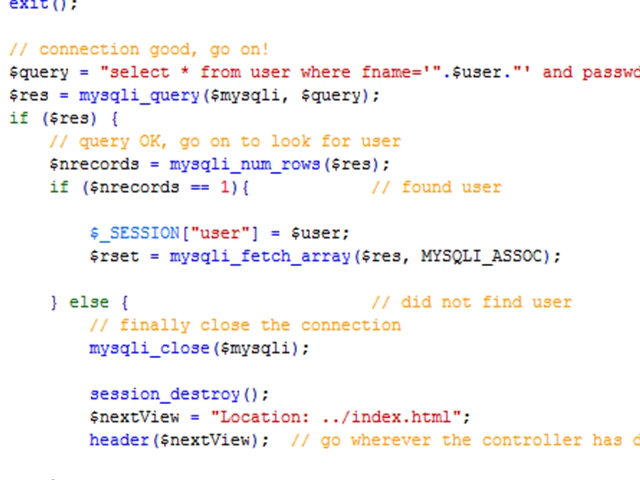 exit();
// connection good, go on!
$query = "select * from user where fname='".$user."' and passwd
$res = mysqli_query($mysqli, $query);
if ($res) {
// query OK, go on to look for user
$nrecords = mysqli_num_rows($res);
if ($nrecords == 1){ // found user
$_SESSION["user"] = $user;
$rset = mysqli_fetch_array($res, MYSQLI_ASSOC);
} else { // did not find user
// finally close the connection
mysqli_close($mysqli);
session_destroy();
$nextView = "Location: ../index.html";
header($nextView); // go wherever the controller has